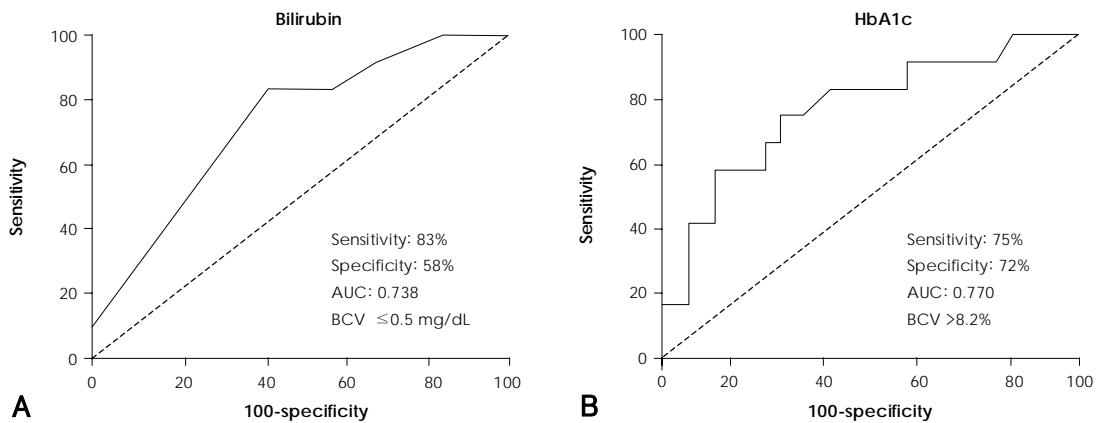 Bilirubin
100
80
60
40
20
0
Sensitivity
Sensitivity: 83%
Specificity: 58%
AUC: 0.738
BCV ≤0.5 mg/dL
0 20 40 60 80 100
100-specificity
A
HbA1c
100
80
60
40
20
0
Sensitivity
Sensitivity: 75%
Specificity: 72%
AUC: 0.770
BCV >8.2%
0 20 40 60 80 100
100-specificity
B